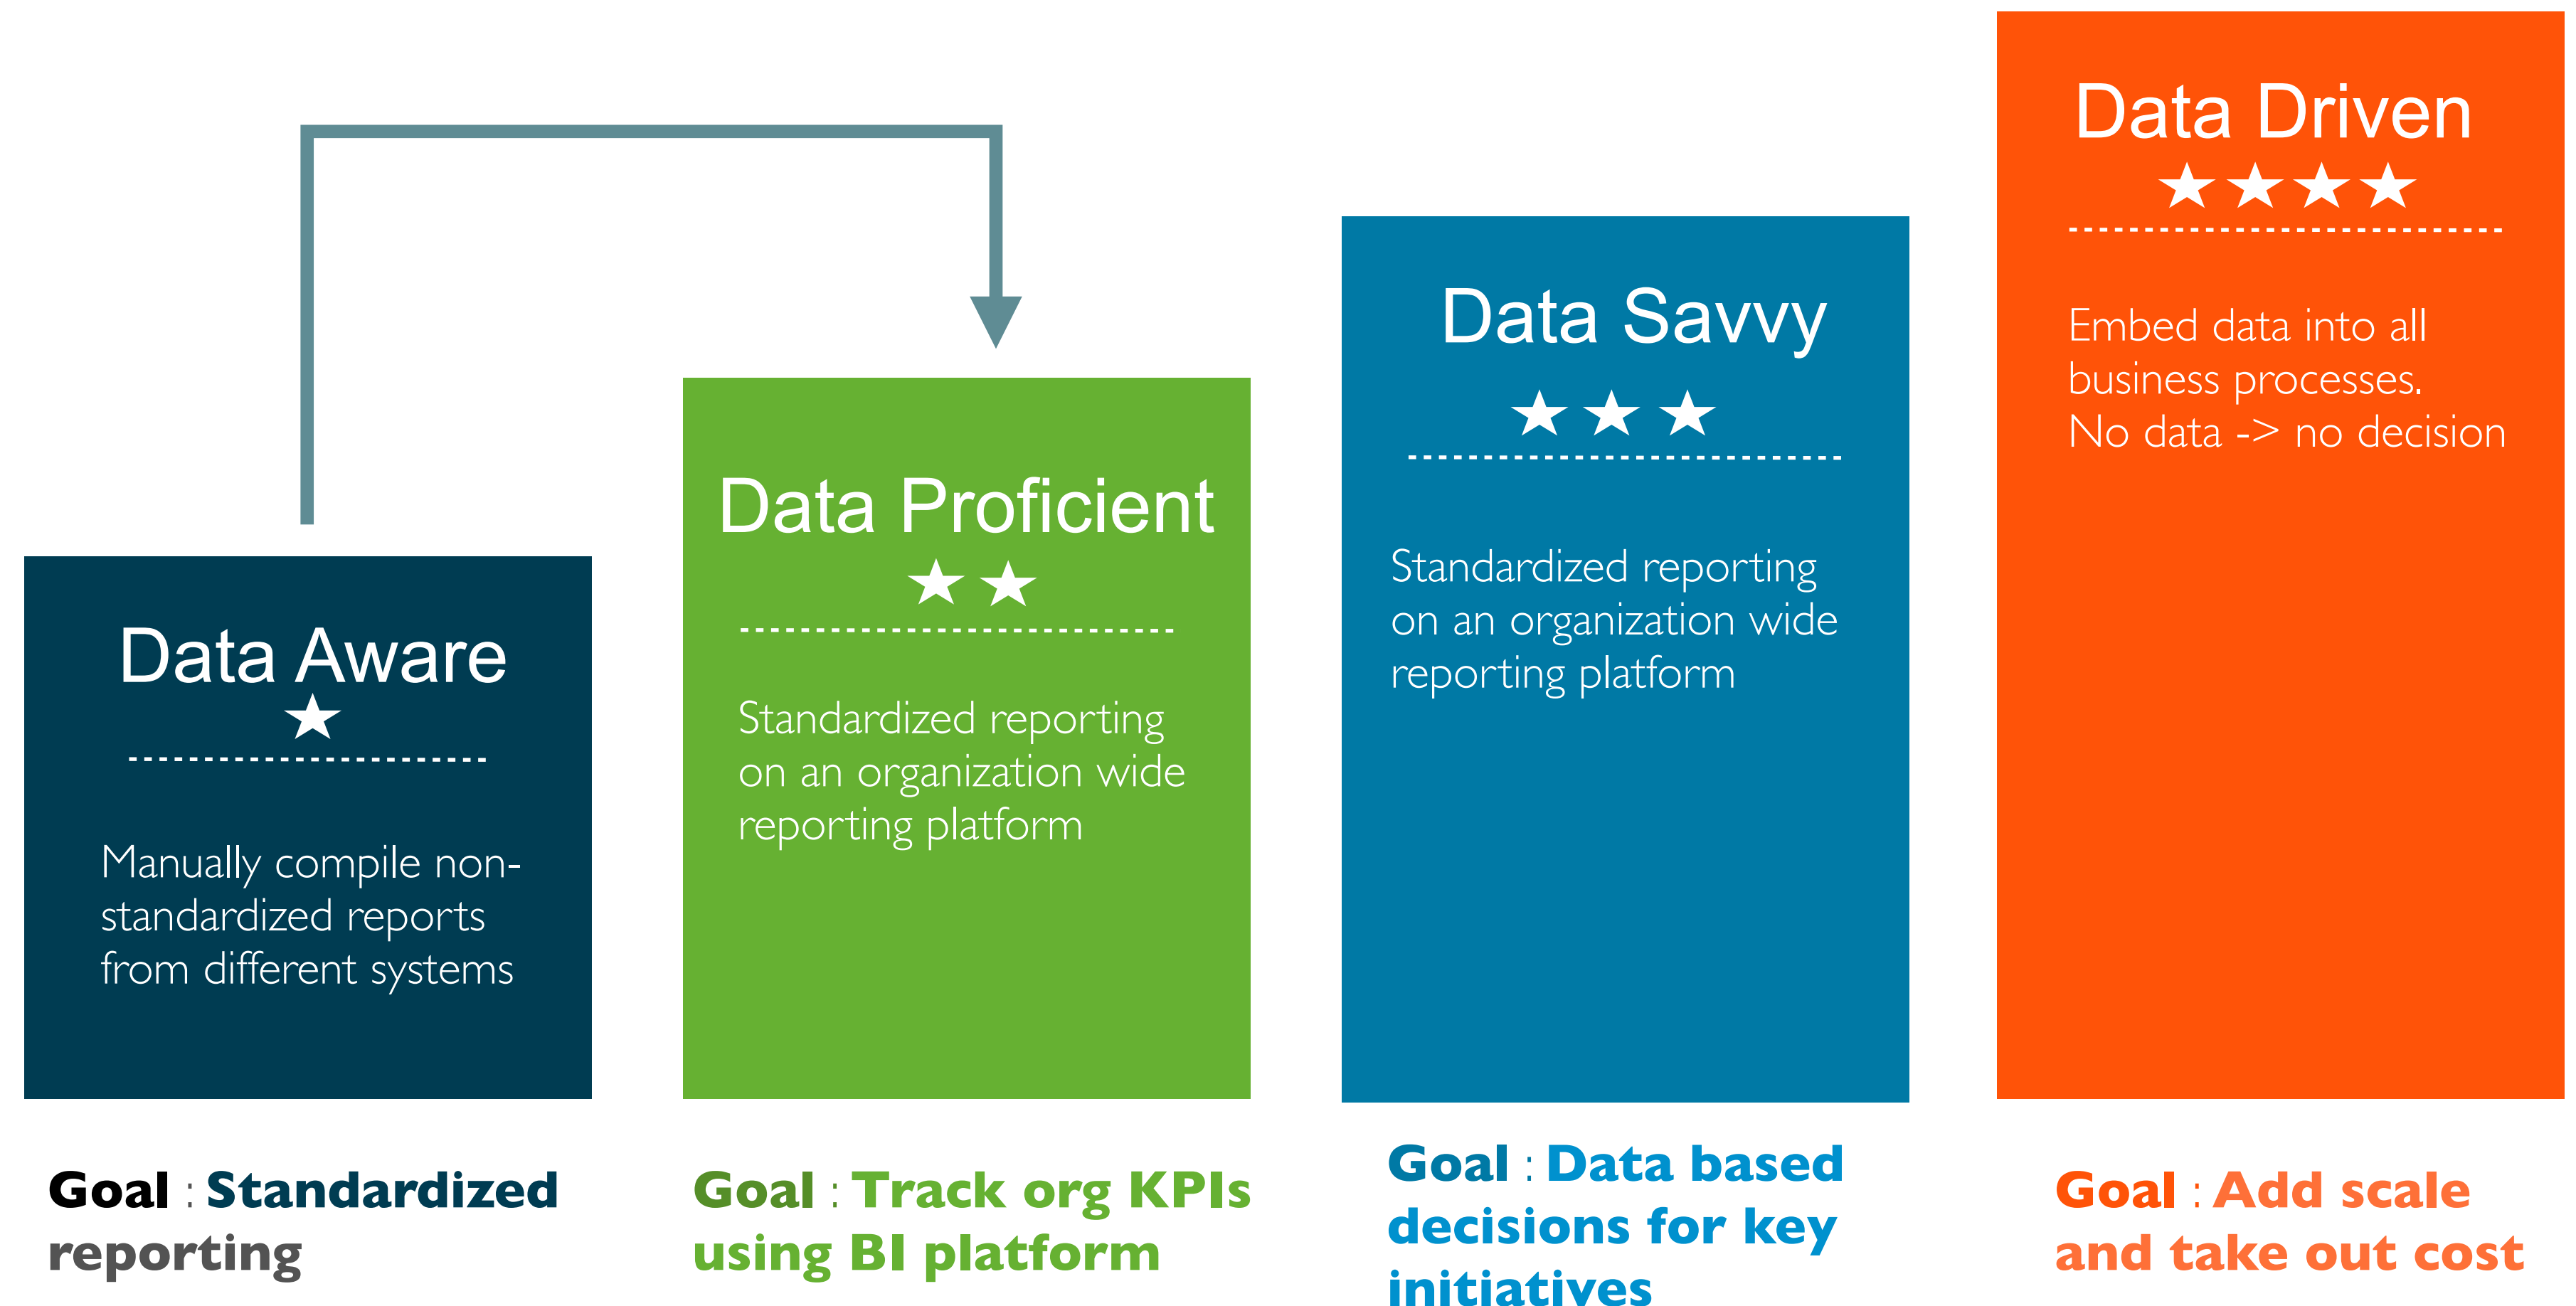 Data Aware
Manually compile non-
standardized reports
from different systems
Goal : Standardized
reporting
Data Proficient
Standardized reporting
on an organization wide
reporting platform
Goal : Track org KPIs
using BI platform
Data Savvy
Standardized reporting
on an organization wide
reporting platform
Goal : Data based
decisions for key
initiatives
Data Driven
Embed data into all
business processes.
No data -> no decision
Goal : Add scale
and take out cost